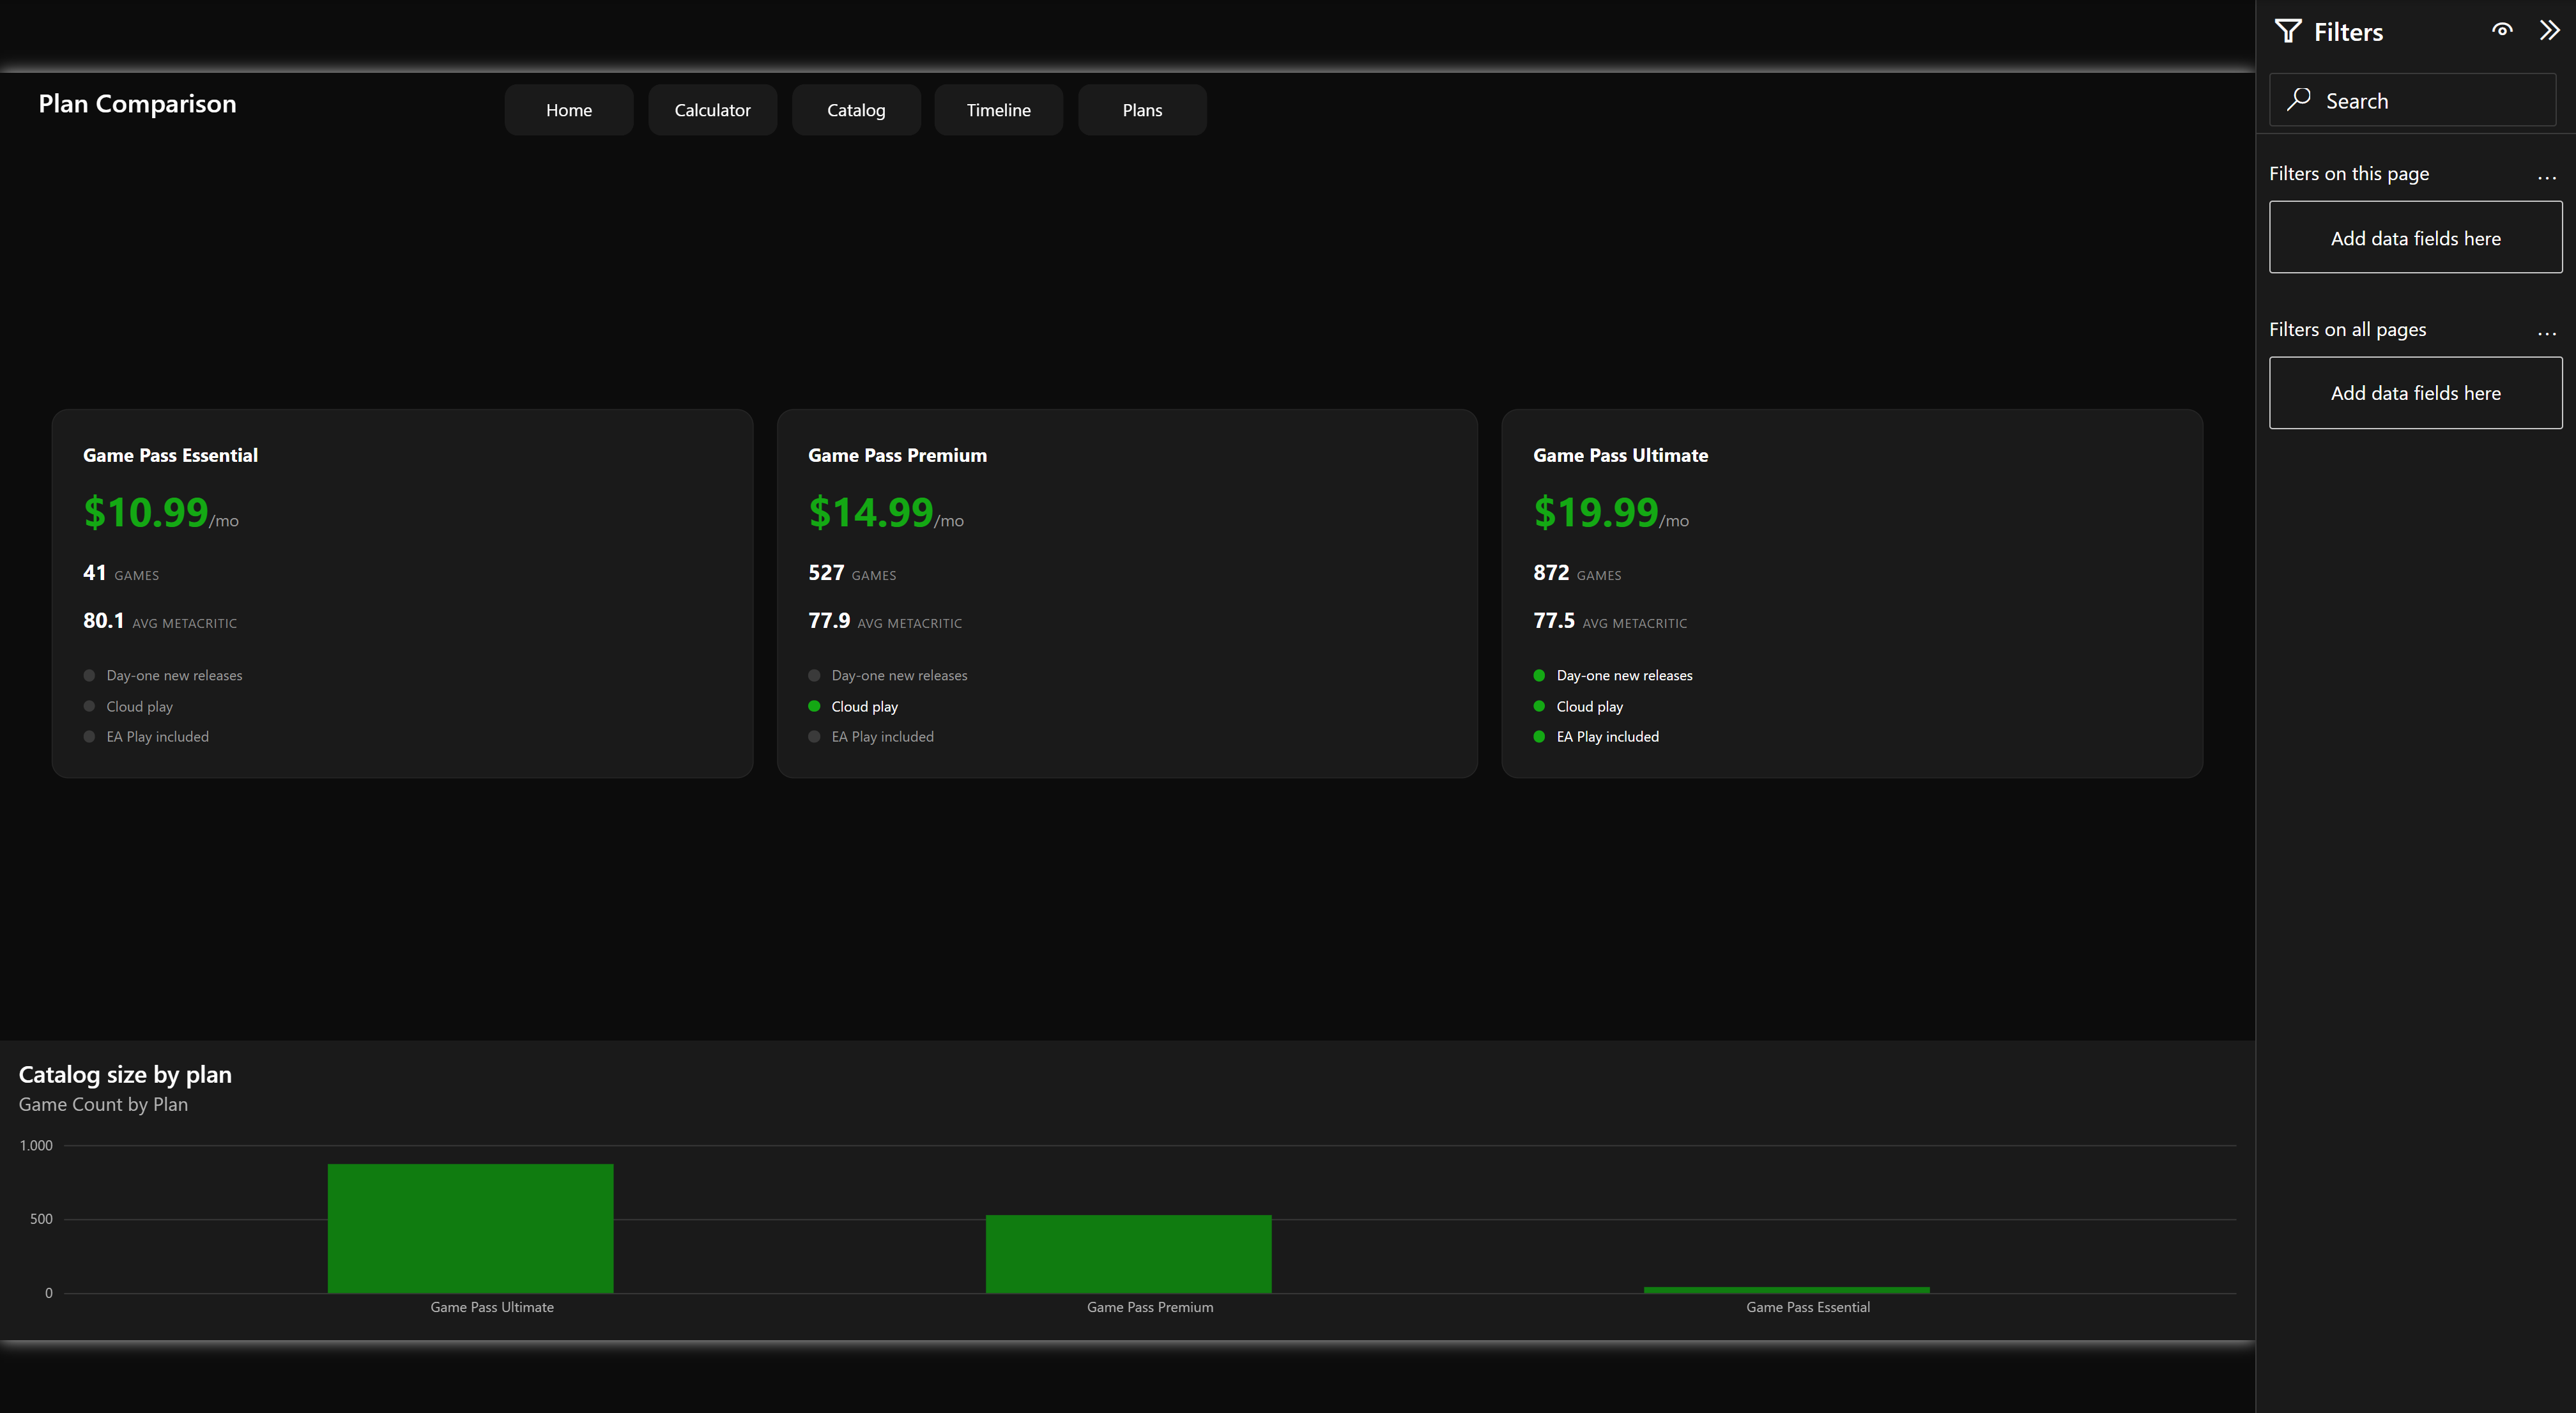 Plan Comparison
Home
Calculator
Catalog
Timeline
Plans
Game Pass Essential
$10.99/mo
41 GAMES
80.1 AVG METACRITIC
Day-one new releases
Cloud play
EA Play included
Game Pass Premium
$14.99/mo
527 GAMES
77.9 AVG METACRITIC
Day-one new releases
Cloud play
EA Play included
Game Pass Ultimate
$19.99/mo
872 GAMES
77.5 AVG METACRITIC
Day-one new releases
Cloud play
EA Play included
Catalog size by plan
Game Count by Plan
1.000
500
0
Game Pass Ultimate
Game Pass Premium
Game Pass Essential
Filters
Search
Filters on this page
...
Add data fields here
Filters on all pages
...
Add data fields here